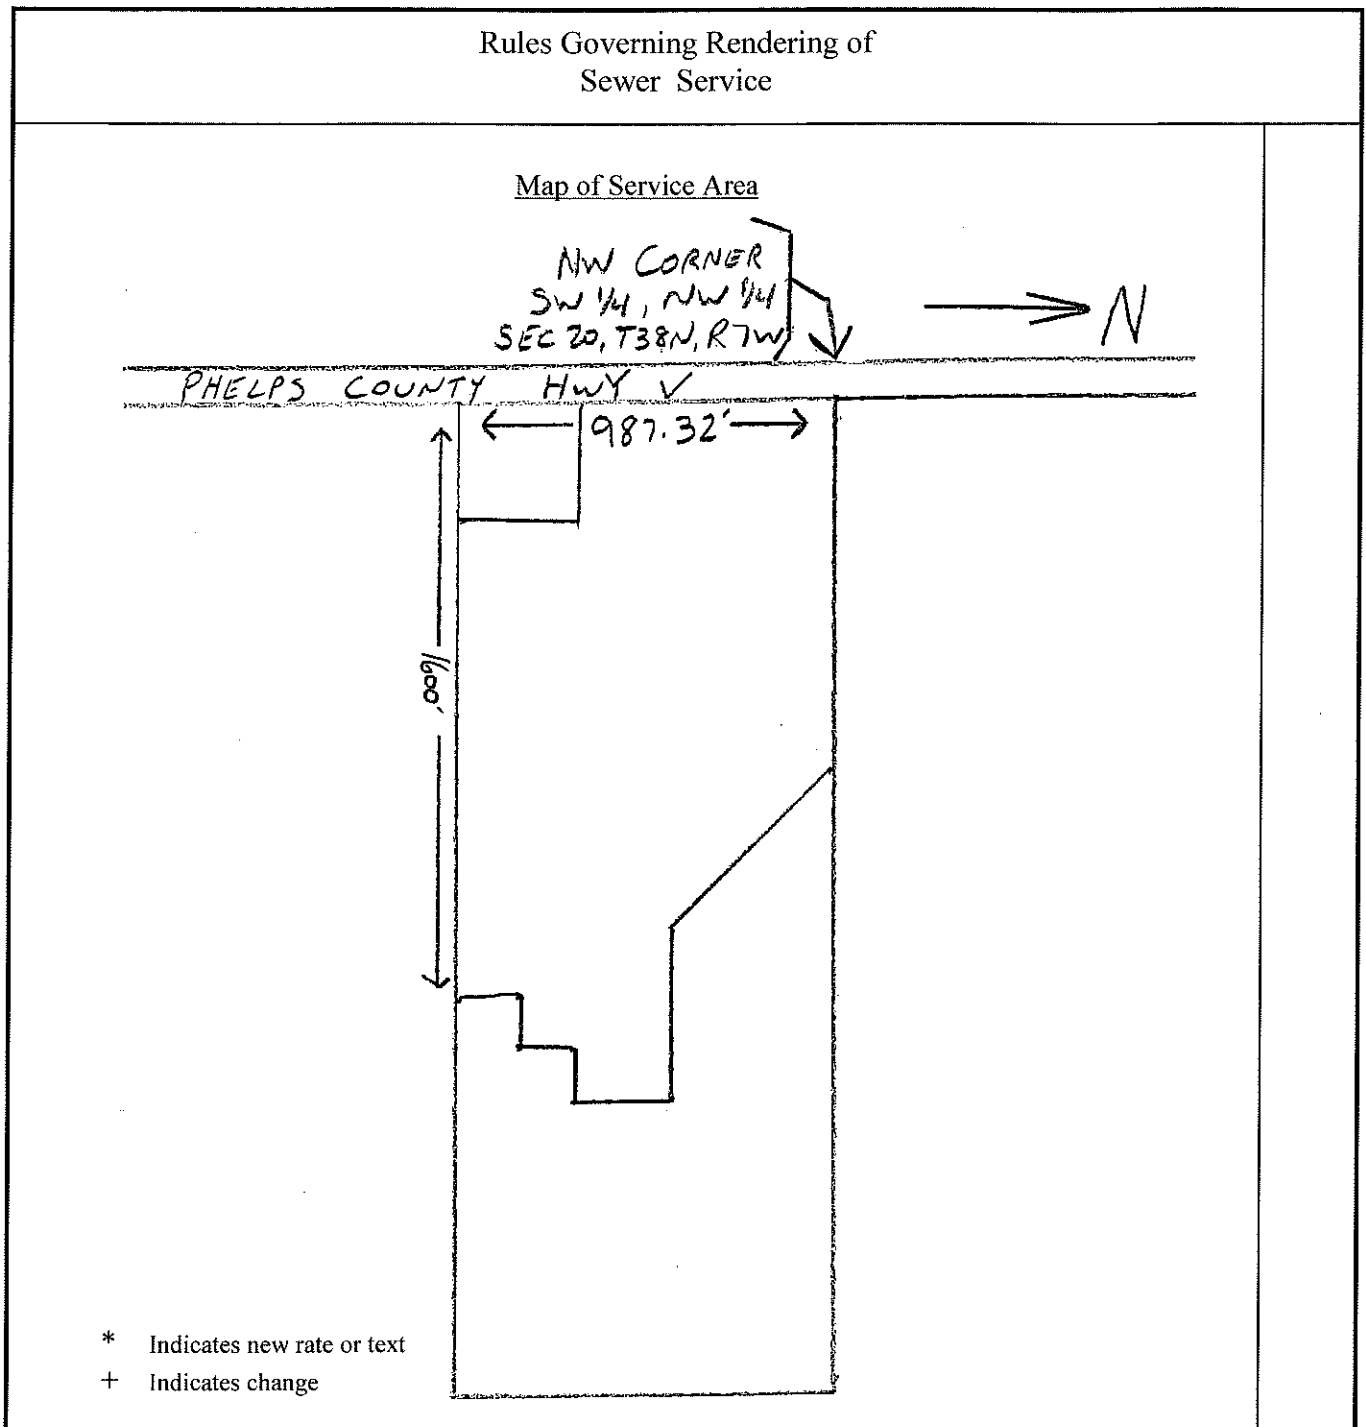 Rules Governing Rendering of
Sewer Service
Map of Service Area
NW CORNER
SW 1/4, NW 1/4
SEC 20, T38N, R7W
N
PHELPS COUNTY HWY V
987.32'
1600'
* Indicates new rate or text
+ Indicates change